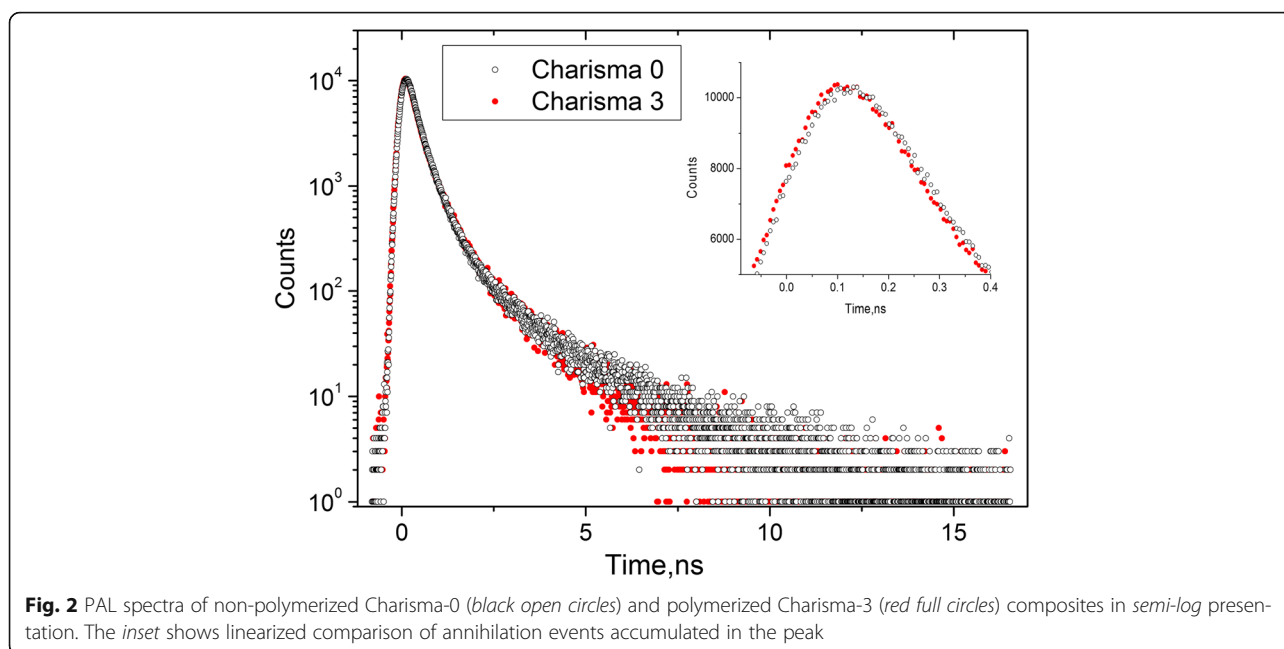 Charisma 0
Charisma 3
10⁴
10³
10²
10¹
10⁰
Counts
0
5
10
15
Time,ns
10000
8000
6000
Counts
0.0
0.1
0.2
0.3
0.4
Time,ns
Fig. 2 PAL spectra of non-polymerized Charisma-0 (black open circles) and polymerized Charisma-3 (red full circles) composites in semi-log presen-
tation. The inset shows linearized comparison of annihilation events accumulated in the peak